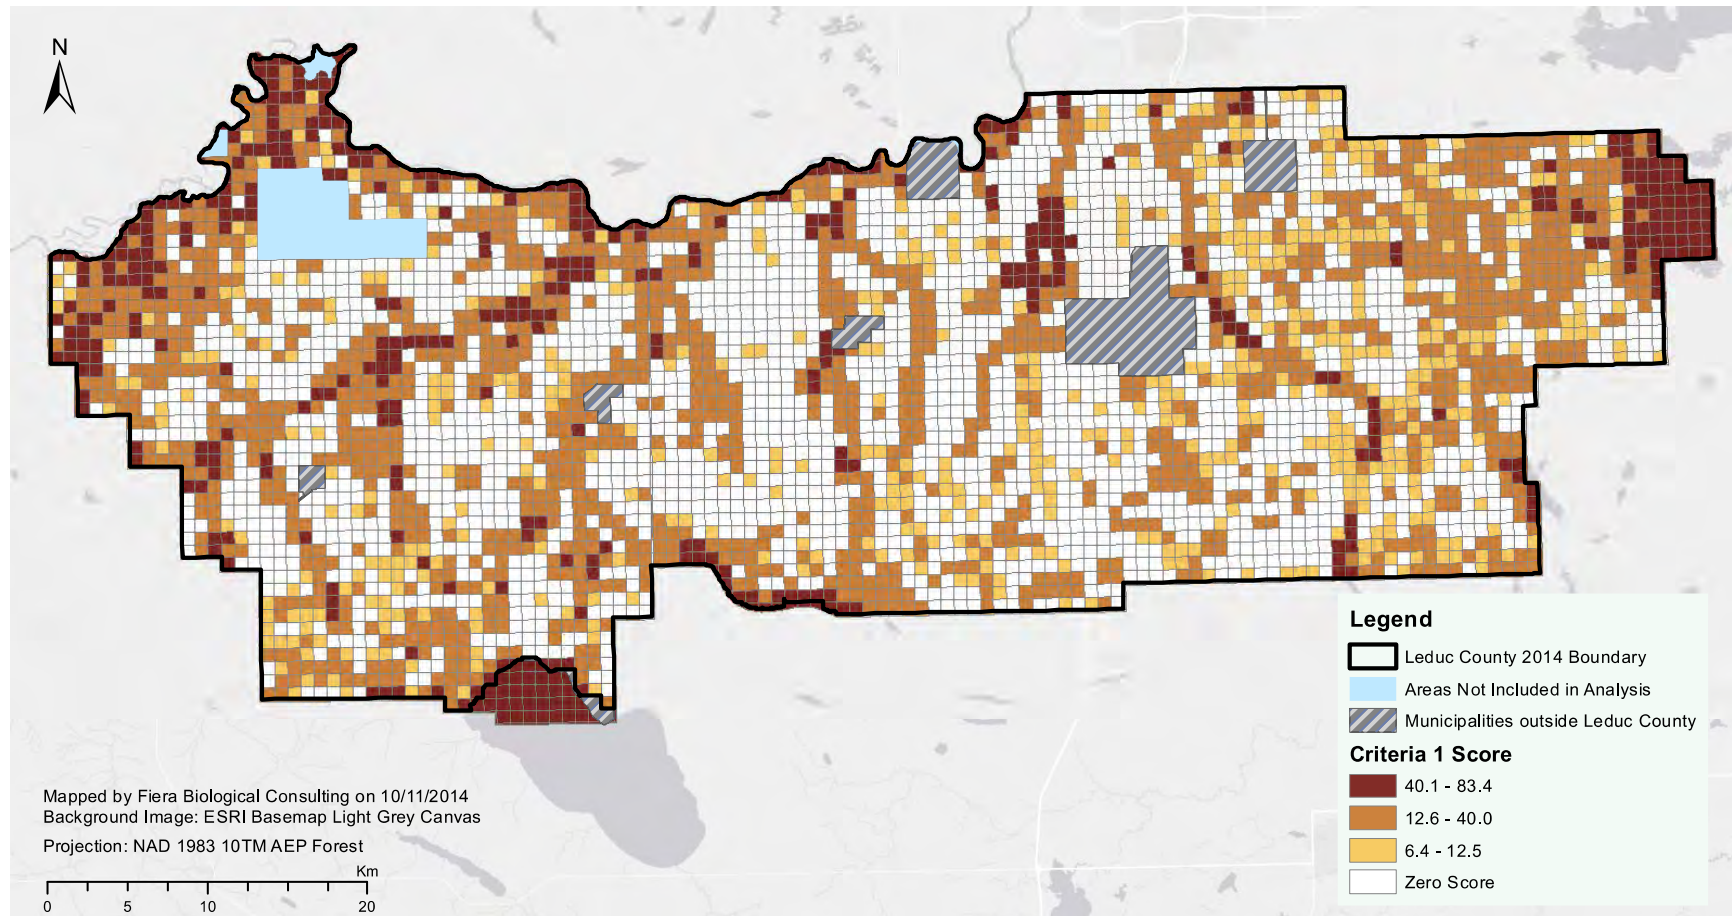 N
Legend
Leduc County 2014 Boundary
Areas Not Included in Analysis
Municipalities outside Leduc County
Criteria 1 Score
40.1 - 83.4
12.6 - 40.0
6.4 - 12.5
Zero Score
Mapped by Fiera Biological Consulting on 10/11/2014
Background Image: ESRI Basemap Light Grey Canvas
Projection: NAD 1983 10TM AEP Forest
Km
0 5 10 20